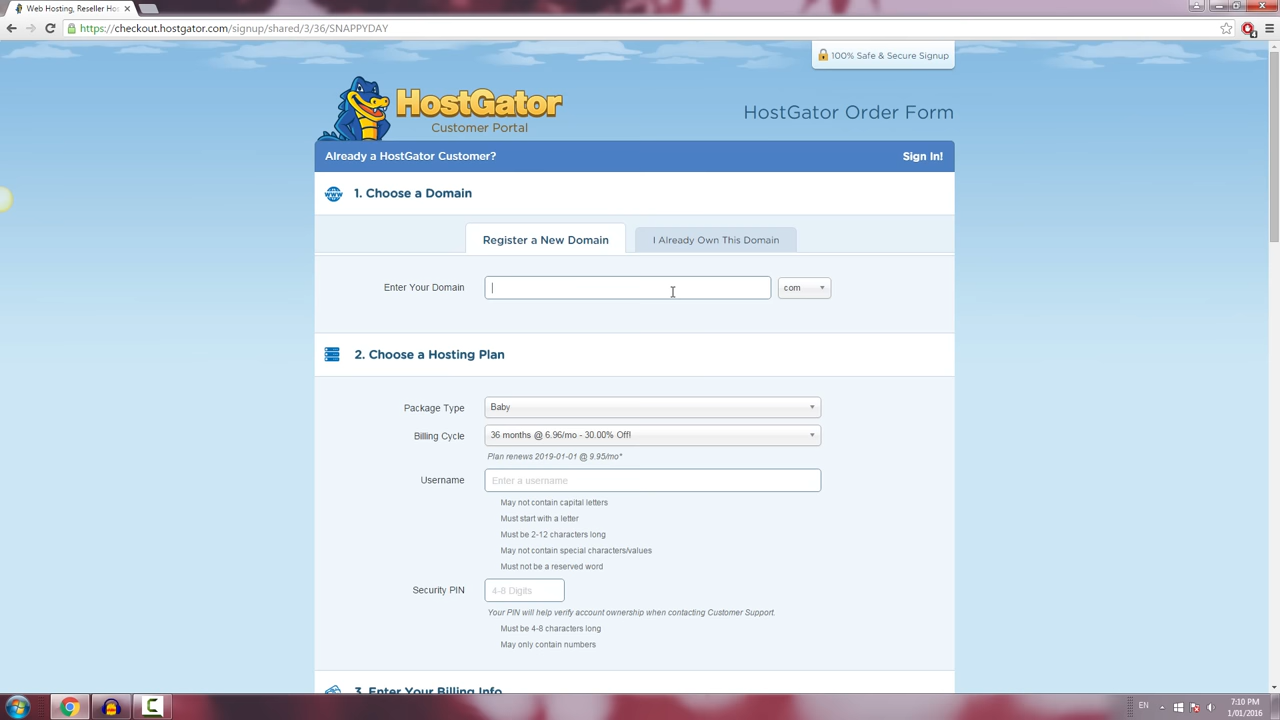 Web Hosting, Reseller Hos
https://checkout.hostgator.com/signup/shared/3/36/SNAPPYDAY
100% Safe & Secure Signup
HostGator
Customer Portal
HostGator Order Form
Already a HostGator Customer?
Sign In!
1. Choose a Domain
Register a New Domain
I Already Own This Domain
Enter Your Domain
com
2. Choose a Hosting Plan
Package Type
Baby
Billing Cycle
36 months @ 6.96/mo - 30.00% Off!
Plan renews 2019-01-01 @ 9.95/mo*
Username
Enter a username
May not contain capital letters
Must start with a letter
Must be 2-12 characters long
May not contain special characters/values
Must not be a reserved word
Security PIN
4-8 Digits
Your PIN will help verify account ownership when contacting Customer Support.
Must be 4-8 characters long
May only contain numbers
3. Enter Your Billing Info
EN
7:10 PM
1/01/2016